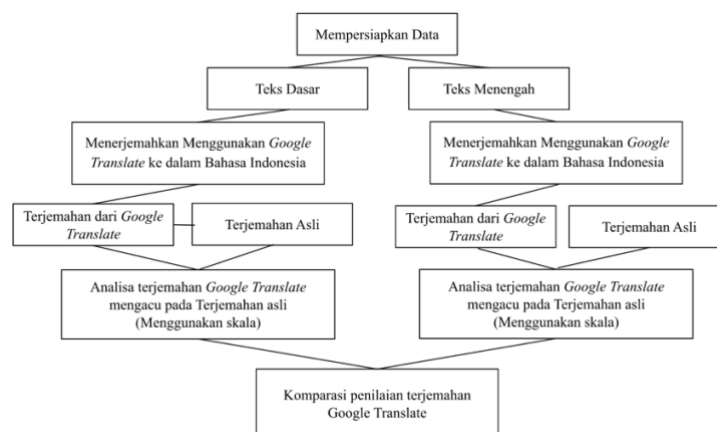 Mempersiapkan Data
Teks Dasar
Teks Menengah
Menerjemahkan Menggunakan Google
Translate ke dalam Bahasa Indonesia
Menerjemahkan Menggunakan Google
Translate ke dalam Bahasa Indonesia
Terjemahan dari Google
Translate
Terjemahan Asli
Terjemahan dari Google
Translate
Terjemahan Asli
Analisa terjemahan Google Translate
mengacu pada Terjemahan asli
(Menggunakan skala)
Analisa terjemahan Google Translate
mengacu pada Terjemahan asli
(Menggunakan skala)
Komparasi penilaian terjemahan
Google Translate